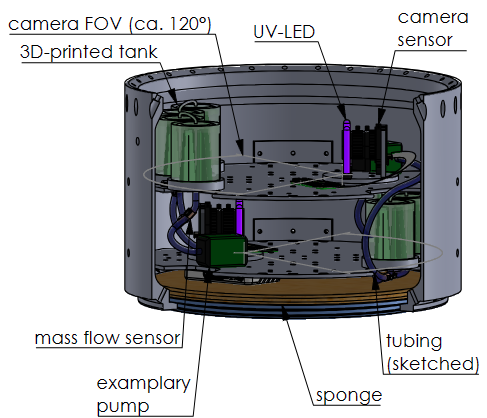 camera FOV (ca. 120°)
3D-printed tank
UV-LED
camera
sensor
mass flow sensor
examplary
pump
sponge
tubing
(sketched)